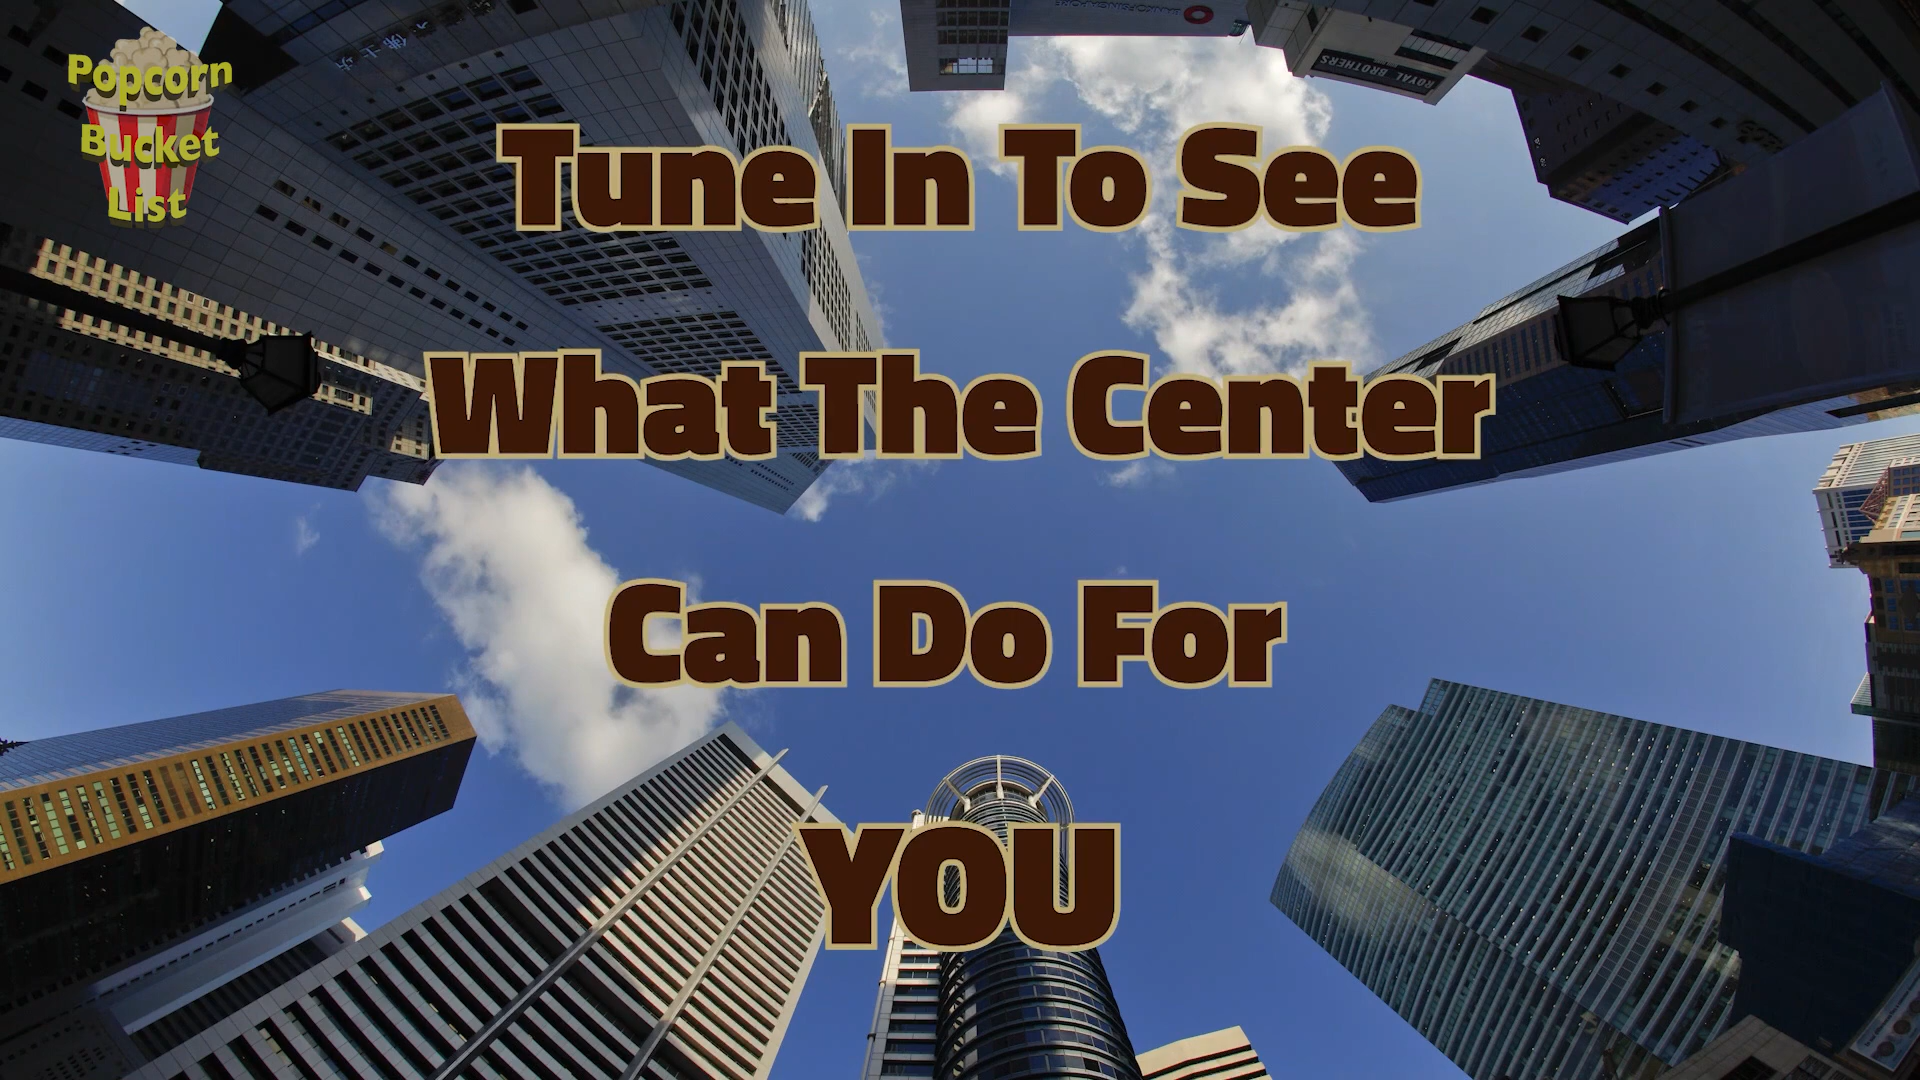 Popcorn
Bucket
List
Tune In To See
What The Center
Can Do For
YOU
ROYAL BROTHERS